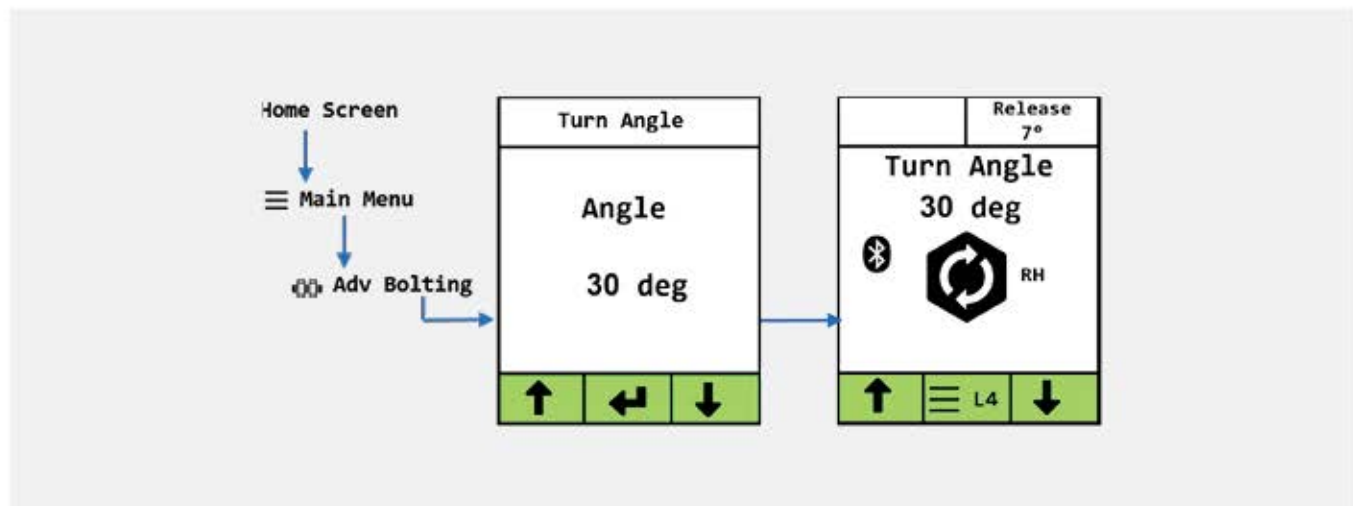 Home Screen
Main Menu
Adv Bolting
Turn Angle
Angle
30 deg
Release
7°
Turn Angle
30 deg
RH
L4